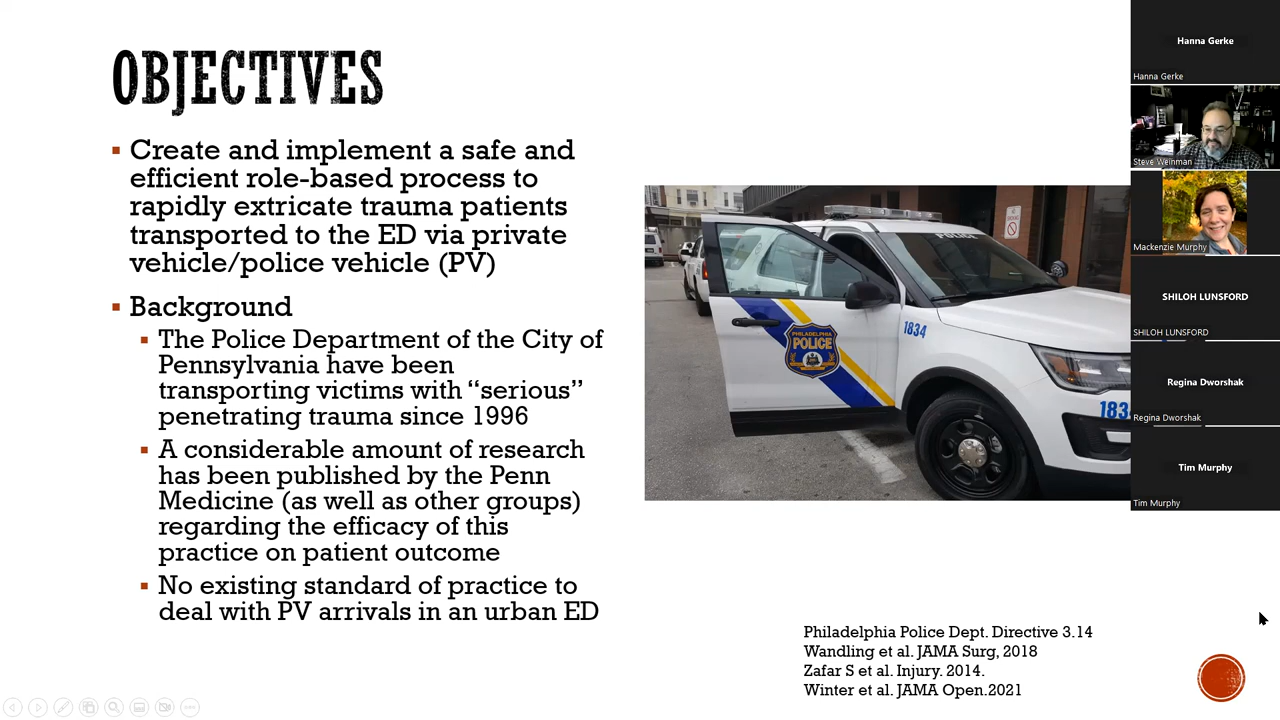 OBJECTIVES
Create and implement a safe and
efficient role-based process to
rapidly extricate trauma patients
transported to the ED via private
vehicle/police vehicle (PV)
Background
The Police Department of the City of
Pennsylvania have been
transporting victims with “serious”
penetrating trauma since 1996
A considerable amount of research
has been published by the Penn
Medicine (as well as other groups)
regarding the efficacy of this
practice on patient outcome
No existing standard of practice to
deal with PV arrivals in an urban ED
POLICE
PHILADELPHIA
POLICE
1834
183
Philadelphia Police Dept. Directive 3.14
Wandling et al. JAMA Surg, 2018
Zafar S et al. Injury. 2014.
Winter et al. JAMA Open.2021
Hanna Gerke
Hanna Gerke
Steve Weinman
Mackenzie Murphy
SHILOH LUNSFORD
SHILOH LUNSFORD
Regina Dworshak
Regina Dworshak
Tim Murphy
Tim Murphy